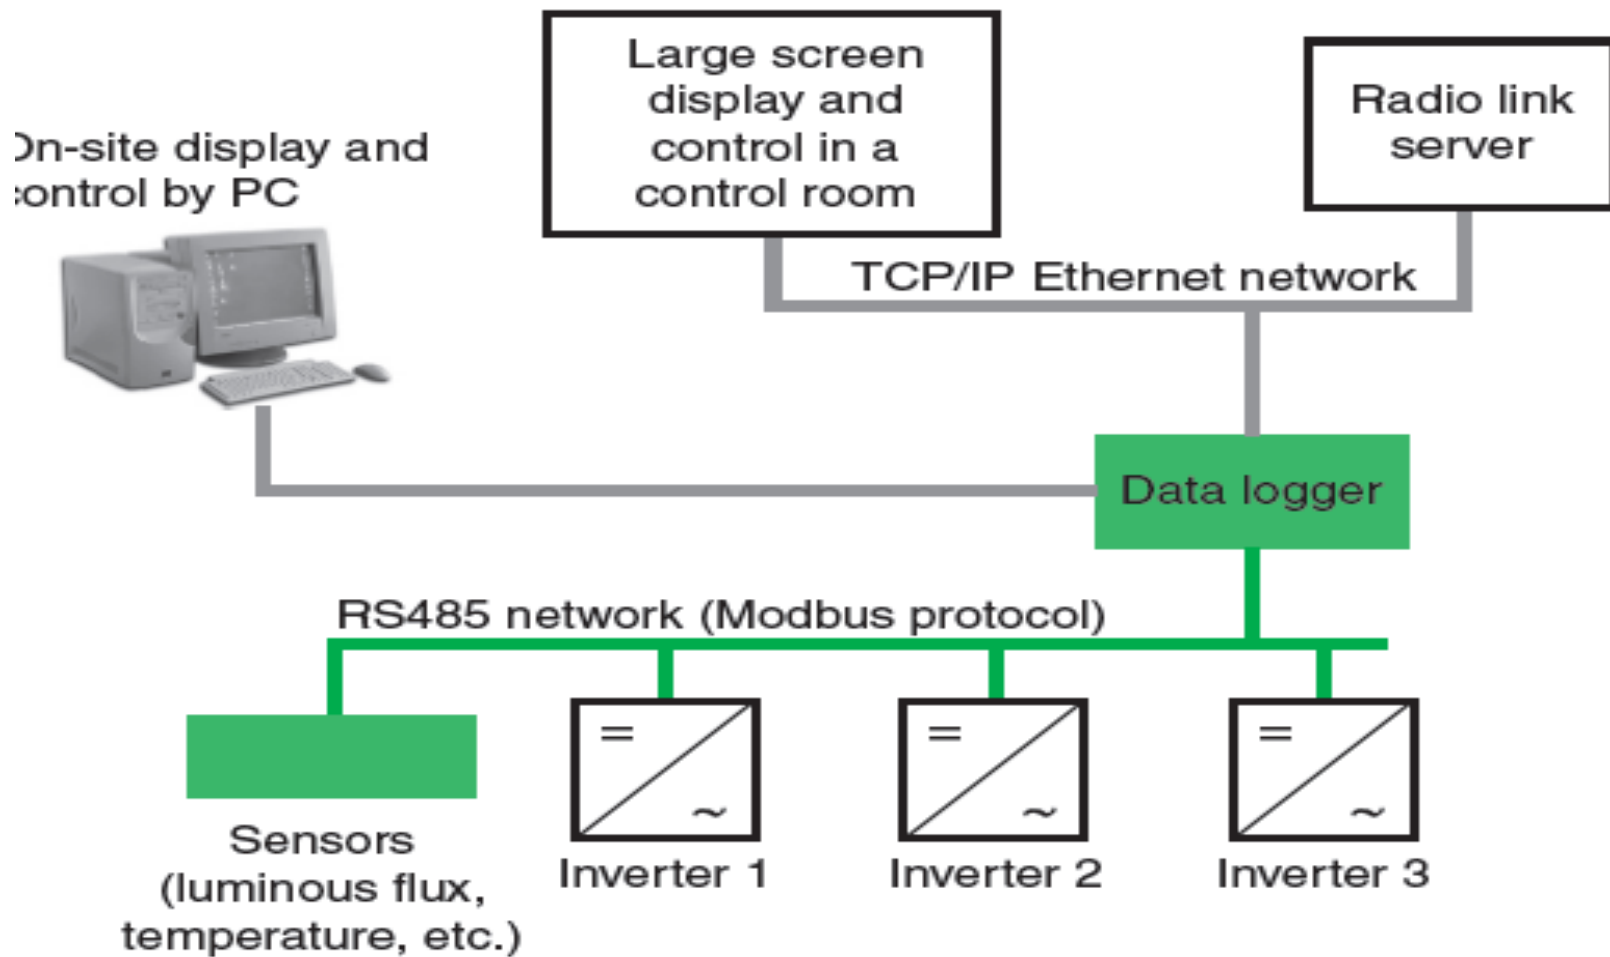 Large screen
display and
control in a
control room
Radio link
server
On-site display and
control by PC
TCP/IP Ethernet network
Data logger
RS485 network (Modbus protocol)
=
~
=
~
=
~
Sensors
(luminous flux,
temperature, etc.)
Inverter 1
Inverter 2
Inverter 3